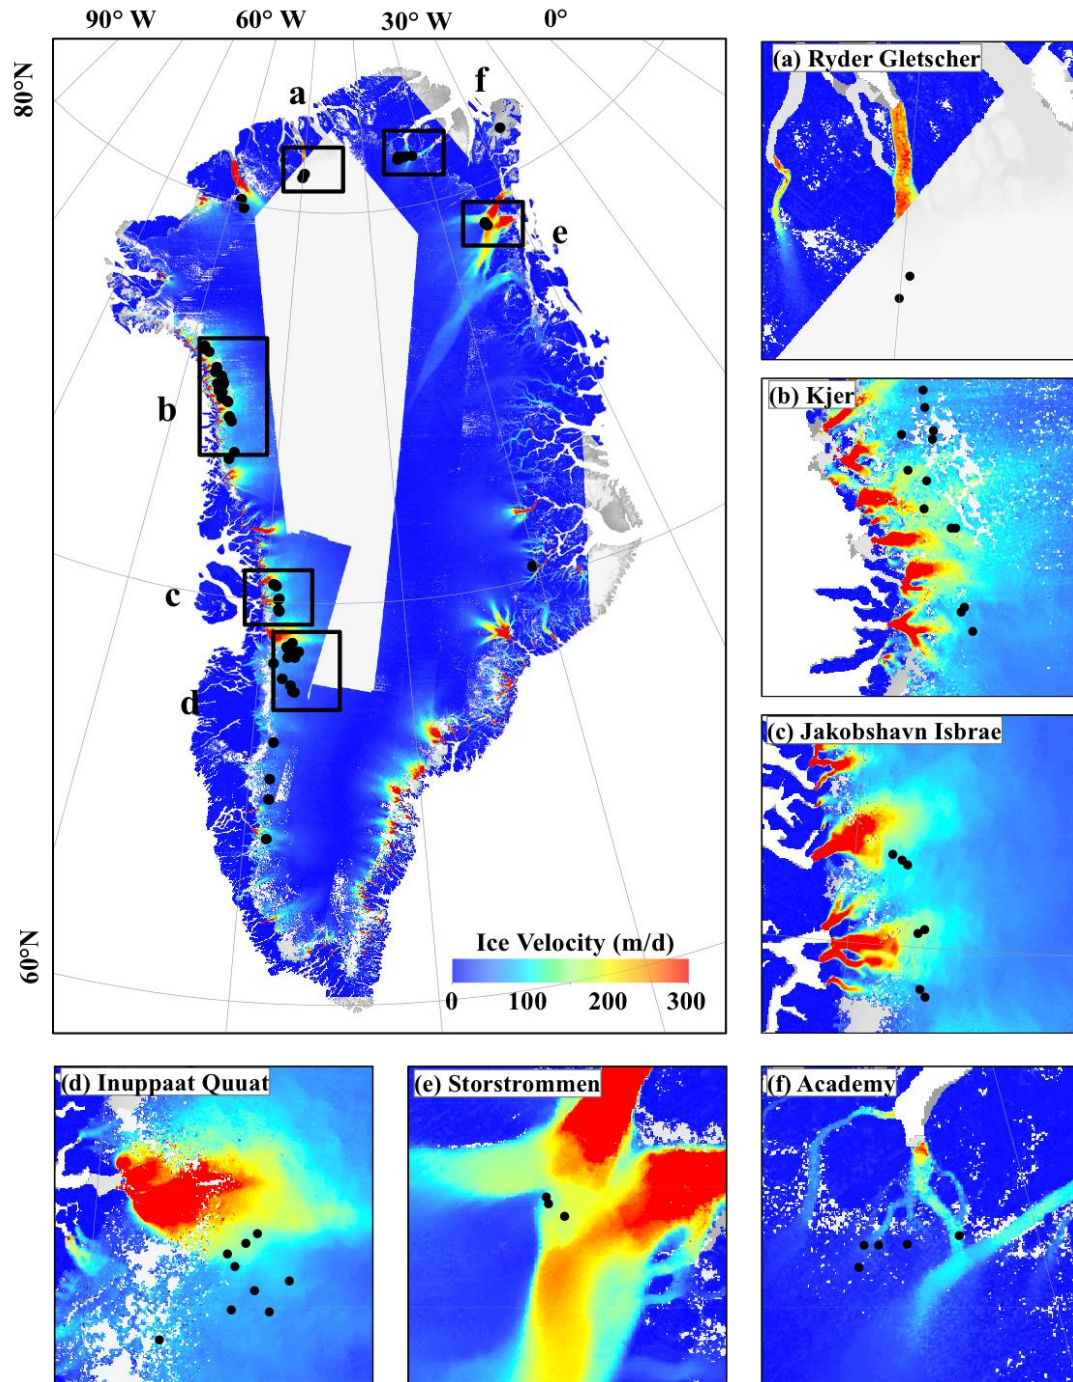 90° W
60° W
30° W
0°
80°N
60°N
a
f
e
b
c
d
Ice Velocity (m/d)
0 100 200 300
(a) Ryder Gletscher
(b) Kjer
(c) Jakobshavn Isbrae
(d) Inuppaat Quuat
(e) Storstrommen
(f) Academy